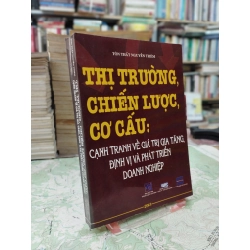 TÔN THẤT NGUYỄN THIÊM
THỊ TRƯỜNG,
CHIẾN LƯỢC,
CƠ CẤU:
CẠNH TRANH VỀ GIÁ TRỊ GIA TĂNG,
ĐỊNH VỊ VÀ PHÁT TRIỂN
DOANH NGHIỆP